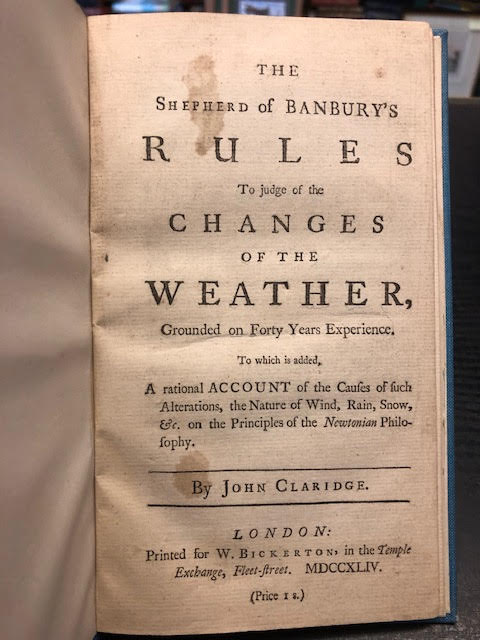 THE
SHEPHERD of BANBURY'S
RULES
To judge of the
CHANGES
OF THE
WEATHER,
Grounded on Forty Years Experience.
To which is added,
A rational ACCOUNT of the Cauſes of ſuch
Alterations, the Nature of Wind, Rain, Snow,
&c. on the Principles of the Newtonian Philo-
ſophy.
By JOHN CLARIDGE.
LONDON:
Printed for W. BICKERTON, in the Temple
Exchange, Fleet-ſtreet. MDCCXLIV.
(Price 1 s.)